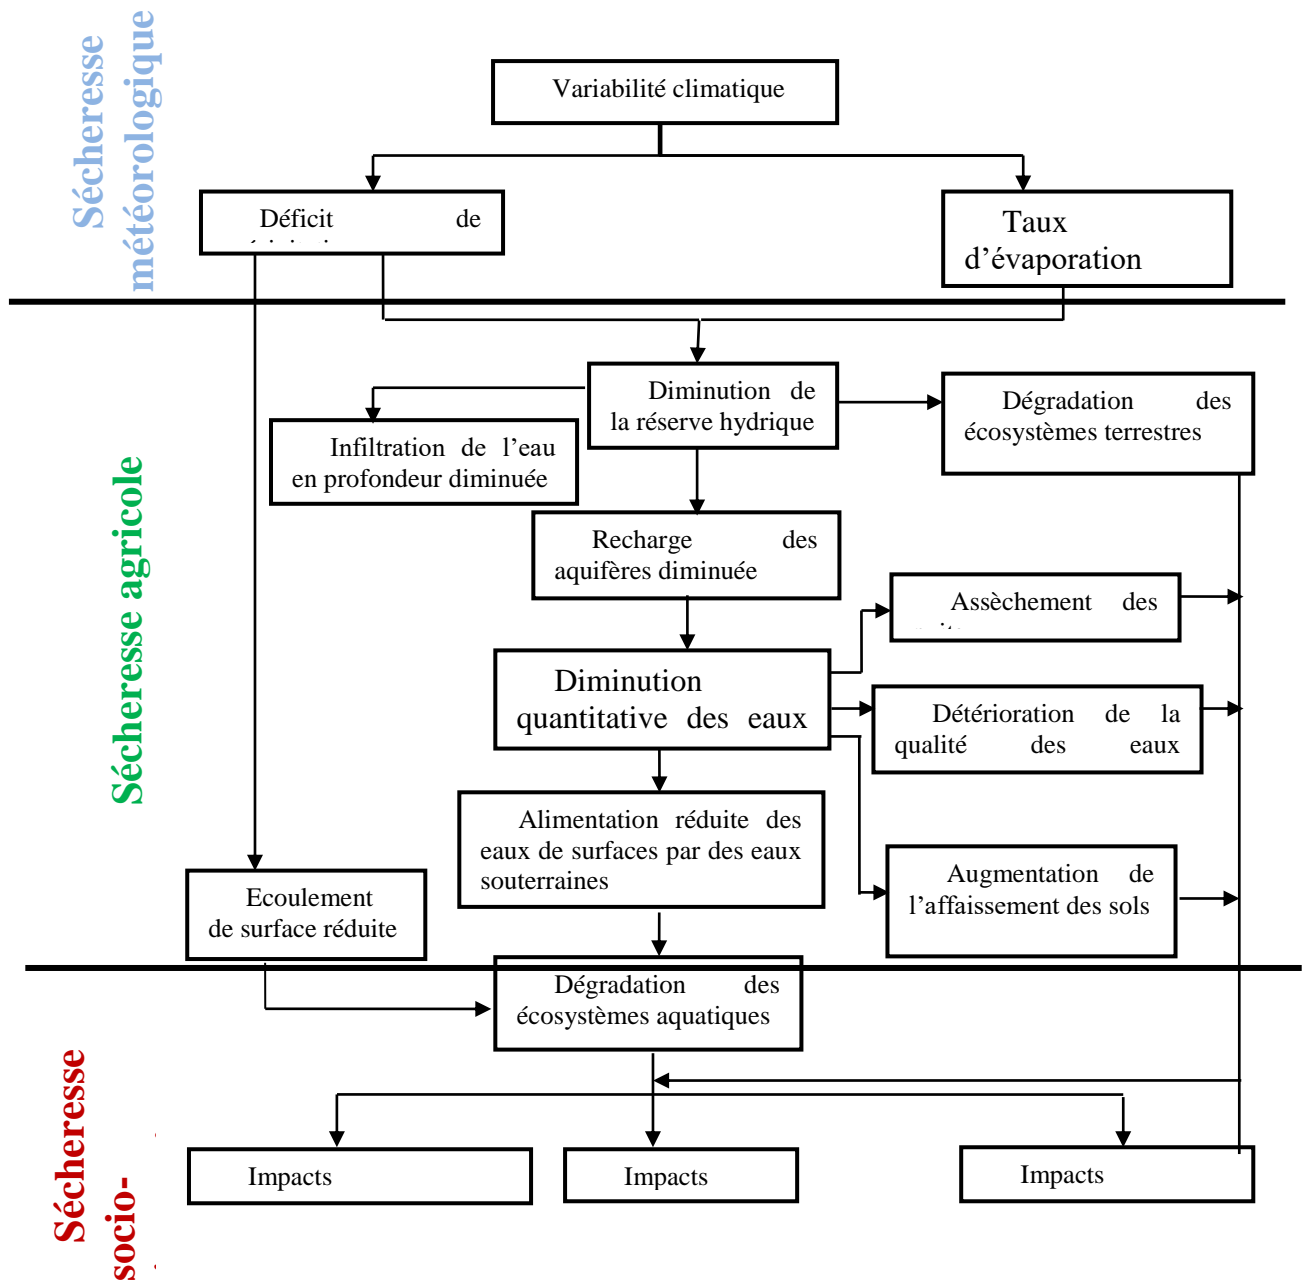 Sécheresse
météorologique
Variabilité climatique
Déficit de
Taux
d’évaporation
Sécheresse agricole
Diminution de
la réserve hydrique
Dégradation des
écosystèmes terrestres
Infiltration de l’eau
en profondeur diminuée
Recharge des
aquifères diminuée
Assèchement des
Diminution
quantitative des eaux
Détérioration de la
qualité des eaux
Alimentation réduite des
eaux de surfaces par des eaux
souterraines
Augmentation de
l’affaissement des sols
Ecoulement
de surface réduite
Dégradation des
écosystèmes aquatiques
Sécheresse
socio-
Impacts
Impacts
Impacts